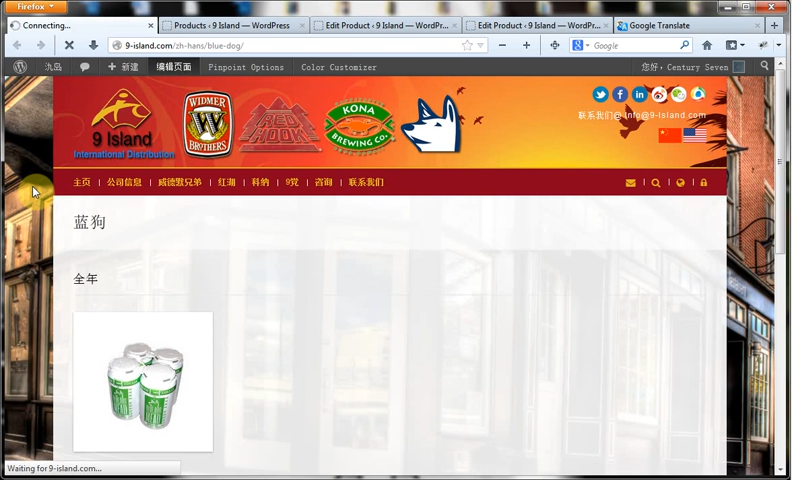 Firefox
Connecting...
Products ‹ 9 Island — WordPress
Edit Product ‹ 9 Island — WordPr...
Edit Product ‹ 9 Island — WordPr...
Google Translate
9-island.com/zh-hans/blue-dog/
Google
新建
编辑页面
Pinpoint Options
Color Customizer
您好, Century Seven
9 Island
International Distribution
WIDMER
BROTHERS
RED
HOOK
KONA
BREWING Co.
联系我们@ info@9-island.com
主页
公司信息
威德默兄弟
红湖
科纳
9党
咨询
联系我们
蓝狗
全年
Waiting for 9-island.com...